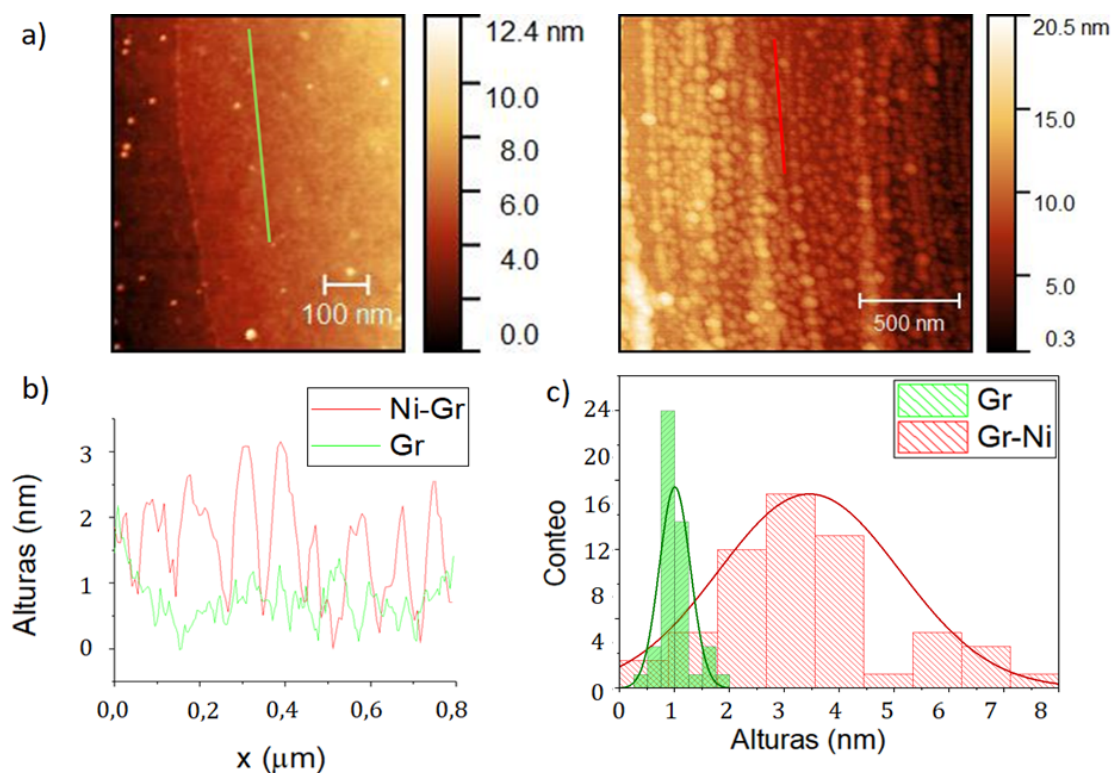 a)
12.4 nm
10.0
8.0
6.0
4.0
0.0
100 nm
20.5 nm
15.0
10.0
5.0
0.3
500 nm
b)
Ni-Gr
Gr
Alturas (nm)
3
2
1
0
0,0
0,2
0,4
0,6
0,8
x (μm)
c)
Gr
Gr-Ni
Conteo
24
20
16
12
8
4
0
0
1
2
3
4
5
6
7
8
Alturas (nm)